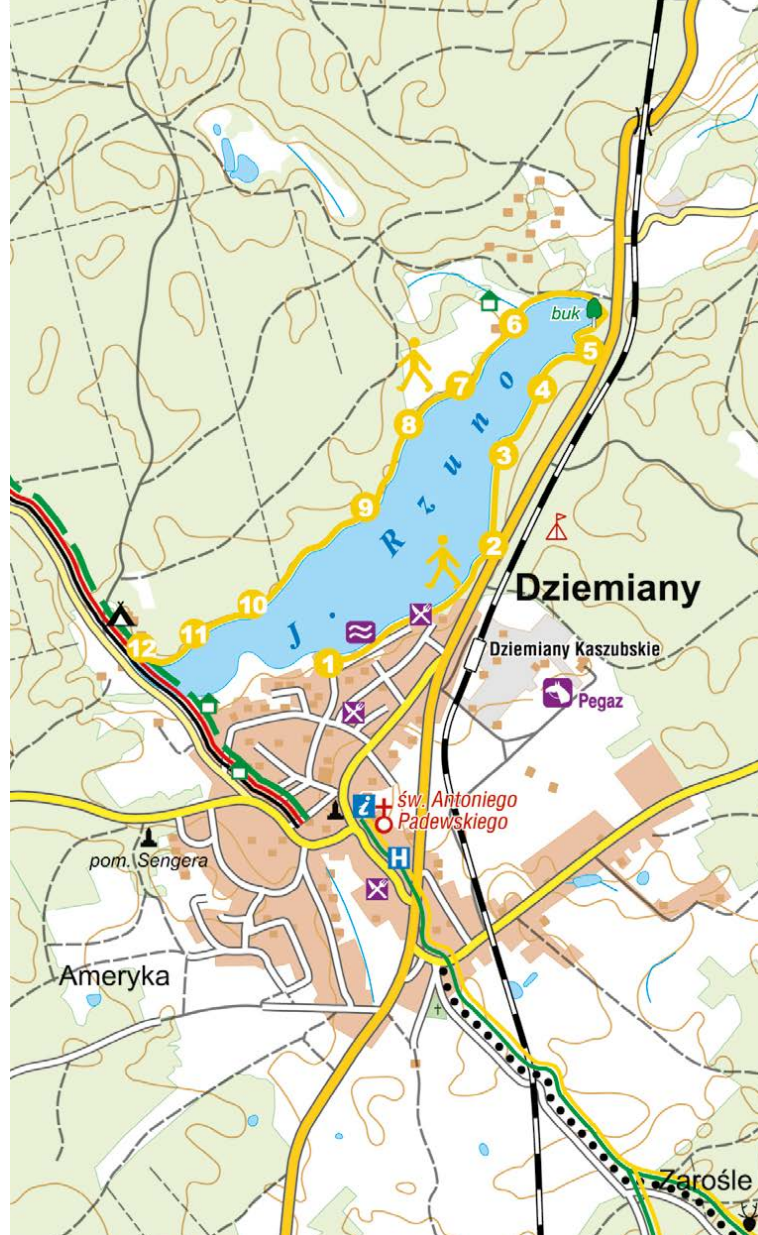 buk
6
5
7
4
8
3
9
2
J. Rzuno
Dziemiany
10
11
12
1
Dziemiany Kaszubskie
Pegaz
i
św. Antoniego
Padewskiego
H
pom. Sengera
Ameryka
Zarośle